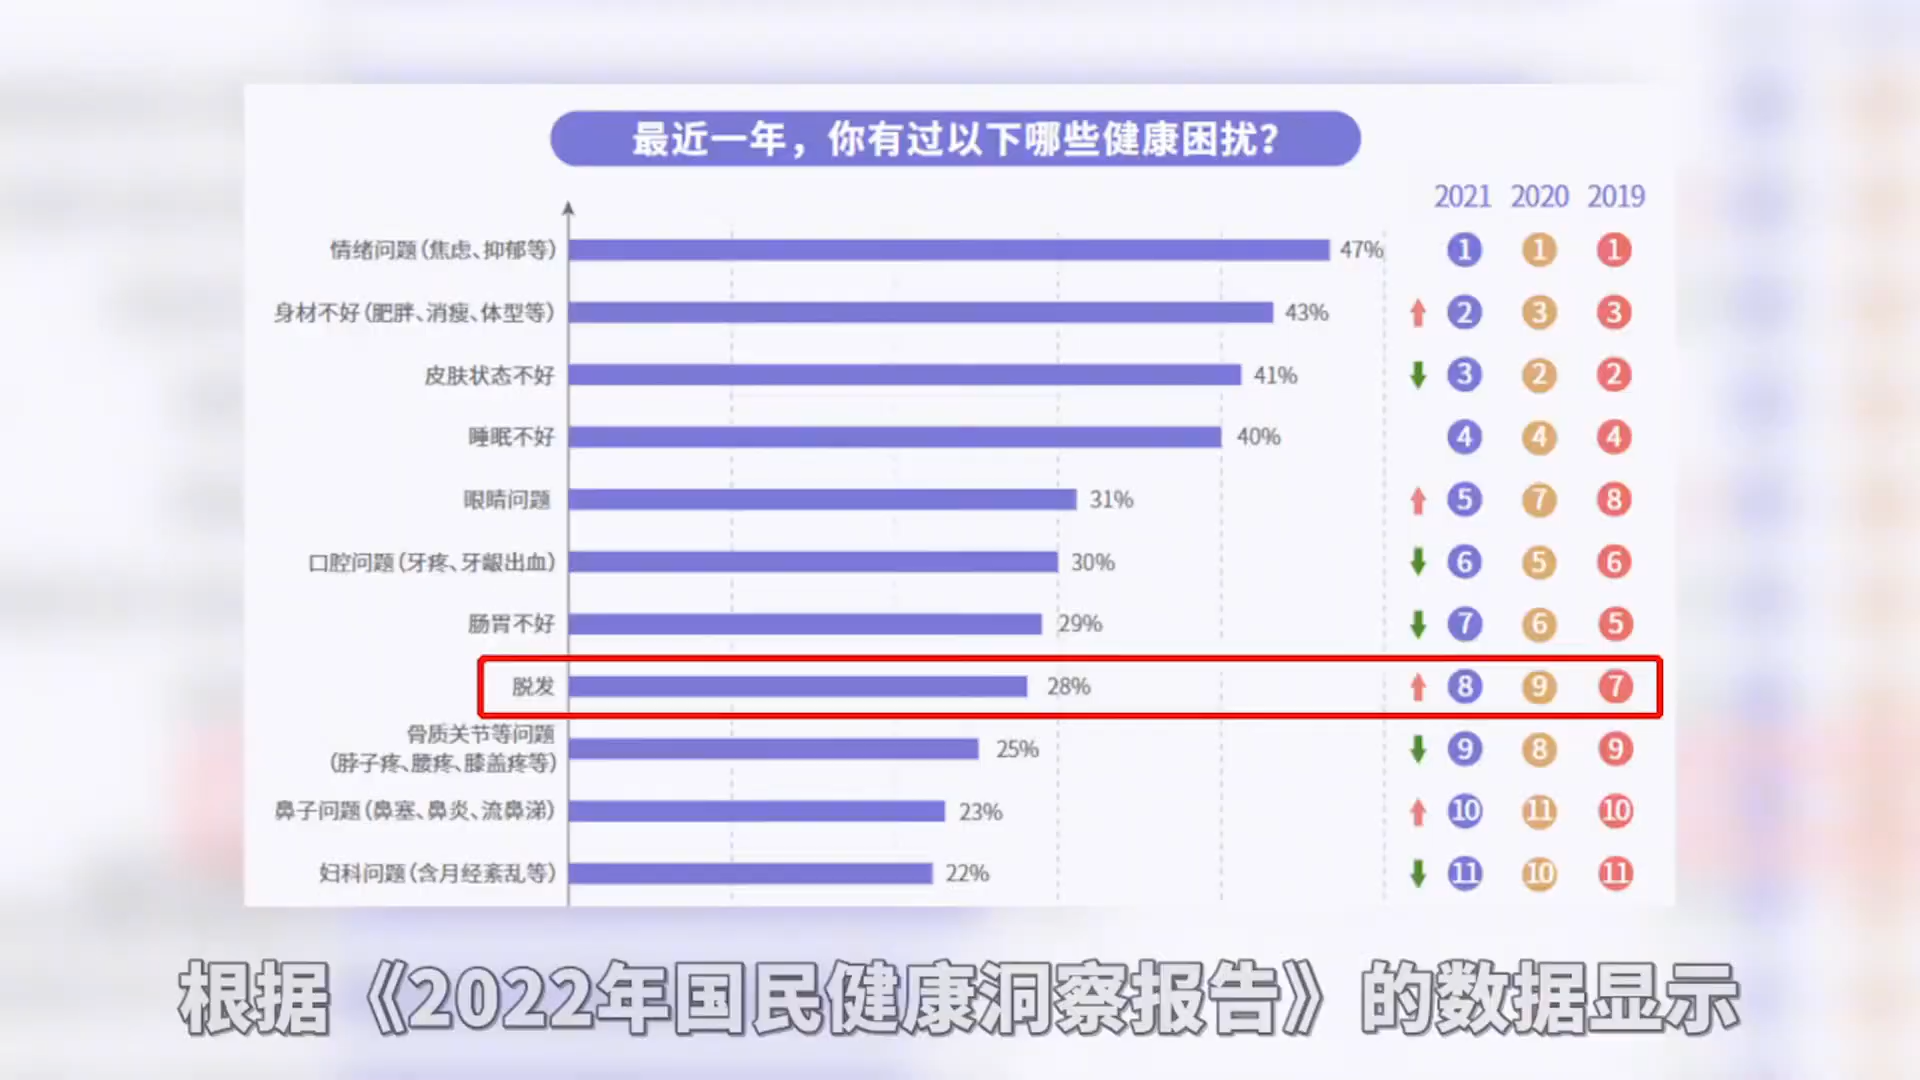 最近一年，你有过以下哪些健康困扰？
2021 2020 2019
情绪问题（焦虑、抑郁等） 47% 1 1 1
身材不好（肥胖、消瘦、体型等） 43% 2 3 3
皮肤状态不好 41% 3 2 2
睡眠不好 40% 4 4 4
眼睛问题 31% 5 7 8
口腔问题（牙疼、牙龈出血） 30% 6 5 6
肠胃不好 29% 7 6 5
脱发 28% 8 9 7
骨质关节等问题
（脖子疼、腰疼、膝盖疼等） 25% 9 8 9
鼻子问题（鼻塞、鼻炎、流鼻涕） 23% 10 11 10
妇科问题（含月经紊乱等） 22% 11 10 11
根据《2022年国民健康洞察报告》的数据显示